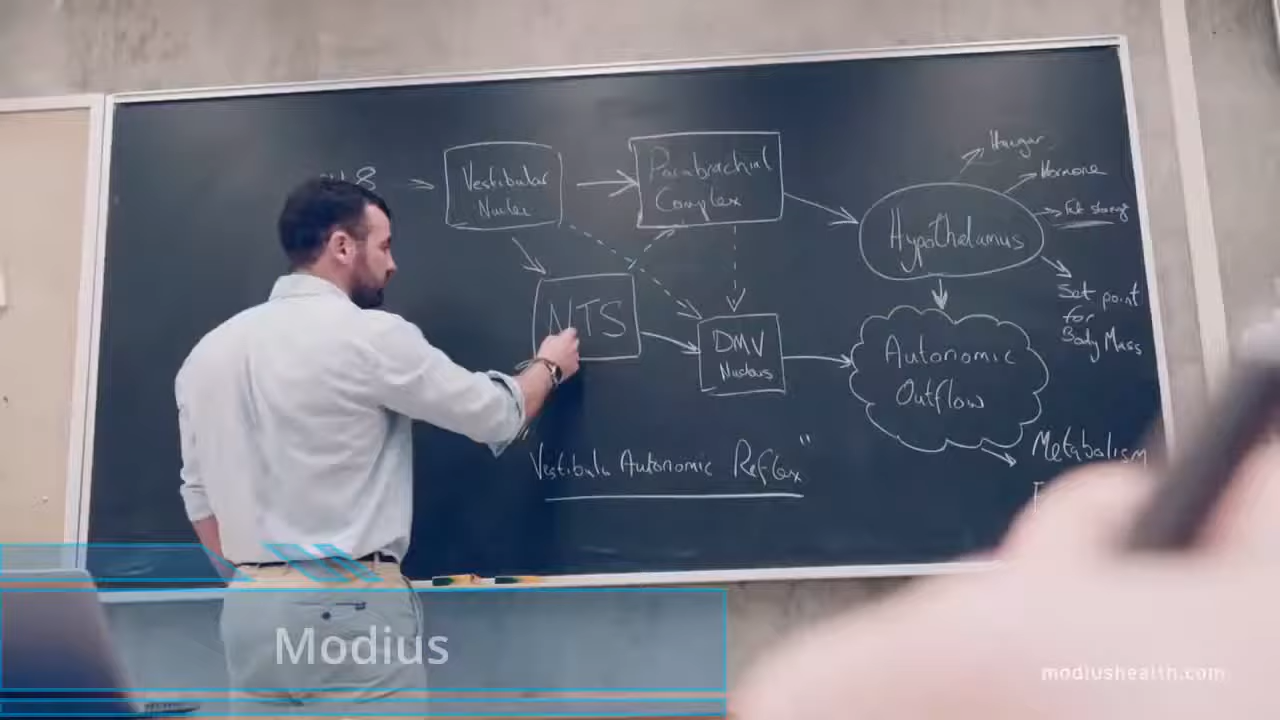 Vestibular
Nuclei
Parabrachial
Complex
Hypothalamus
Hunger
Hormone
Fat storage
Set point
for
Body Mass
NTS
DMV
Nucleus
Autonomic
Outflow
Metabolism
Vestibulo Autonomic Reflex"
Modius
modiushealth.com